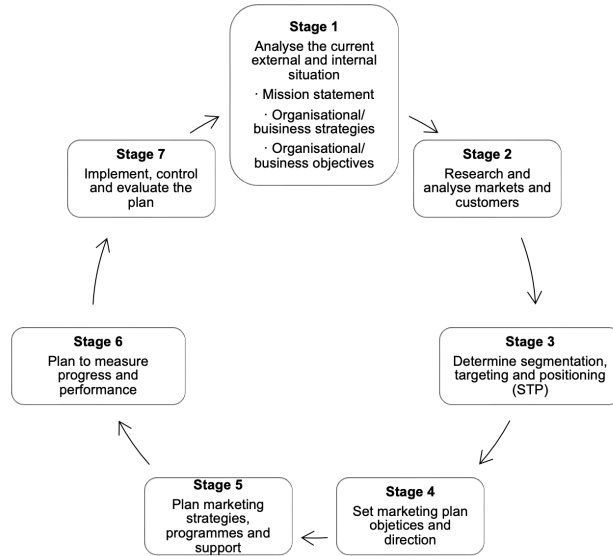 Stage 1
Analyse the current
external and internal
situation
· Mission statement
· Organisational/
buisiness strategies
· Organisational/
business objectives
Stage 2
Research and
analyse markets and
customers
Stage 3
Determine segmentation,
targeting and positioning
(STP)
Stage 4
Set marketing plan
objetices and
direction
Stage 5
Plan marketing
strategies,
programmes and
support
Stage 6
Plan to measure
progress and
performance
Stage 7
Implement, control
and evaluate the
plan